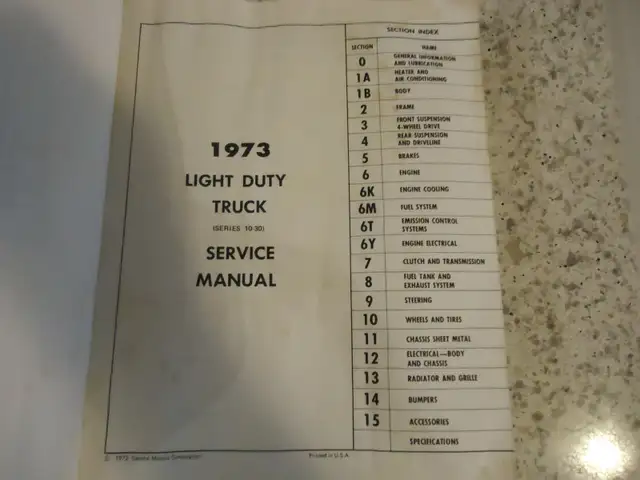 1973
LIGHT DUTY
TRUCK
(SERIES 10-30)
SERVICE
MANUAL
SECTION INDEX
SECTION NAME
0 GENERAL INFORMATION
AND LUBRICATION
1A HEATER AND
AIR CONDITIONING
1B BODY
2 FRAME
3 FRONT SUSPENSION
4-WHEEL DRIVE
4 REAR SUSPENSION
AND DRIVELINE
5 BRAKES
6 ENGINE
6K ENGINE COOLING
6M FUEL SYSTEM
6T EMISSION CONTROL
SYSTEMS
6Y ENGINE ELECTRICAL
7 CLUTCH AND TRANSMISSION
8 FUEL TANK AND
EXHAUST SYSTEM
9 STEERING
10 WHEELS AND TIRES
11 CHASSIS SHEET METAL
12 ELECTRICAL—BODY
AND CHASSIS
13 RADIATOR AND GRILLE
14 BUMPERS
15 ACCESSORIES
SPECIFICATIONS
© 1972 General Motors Corporation
Printed in U.S.A.